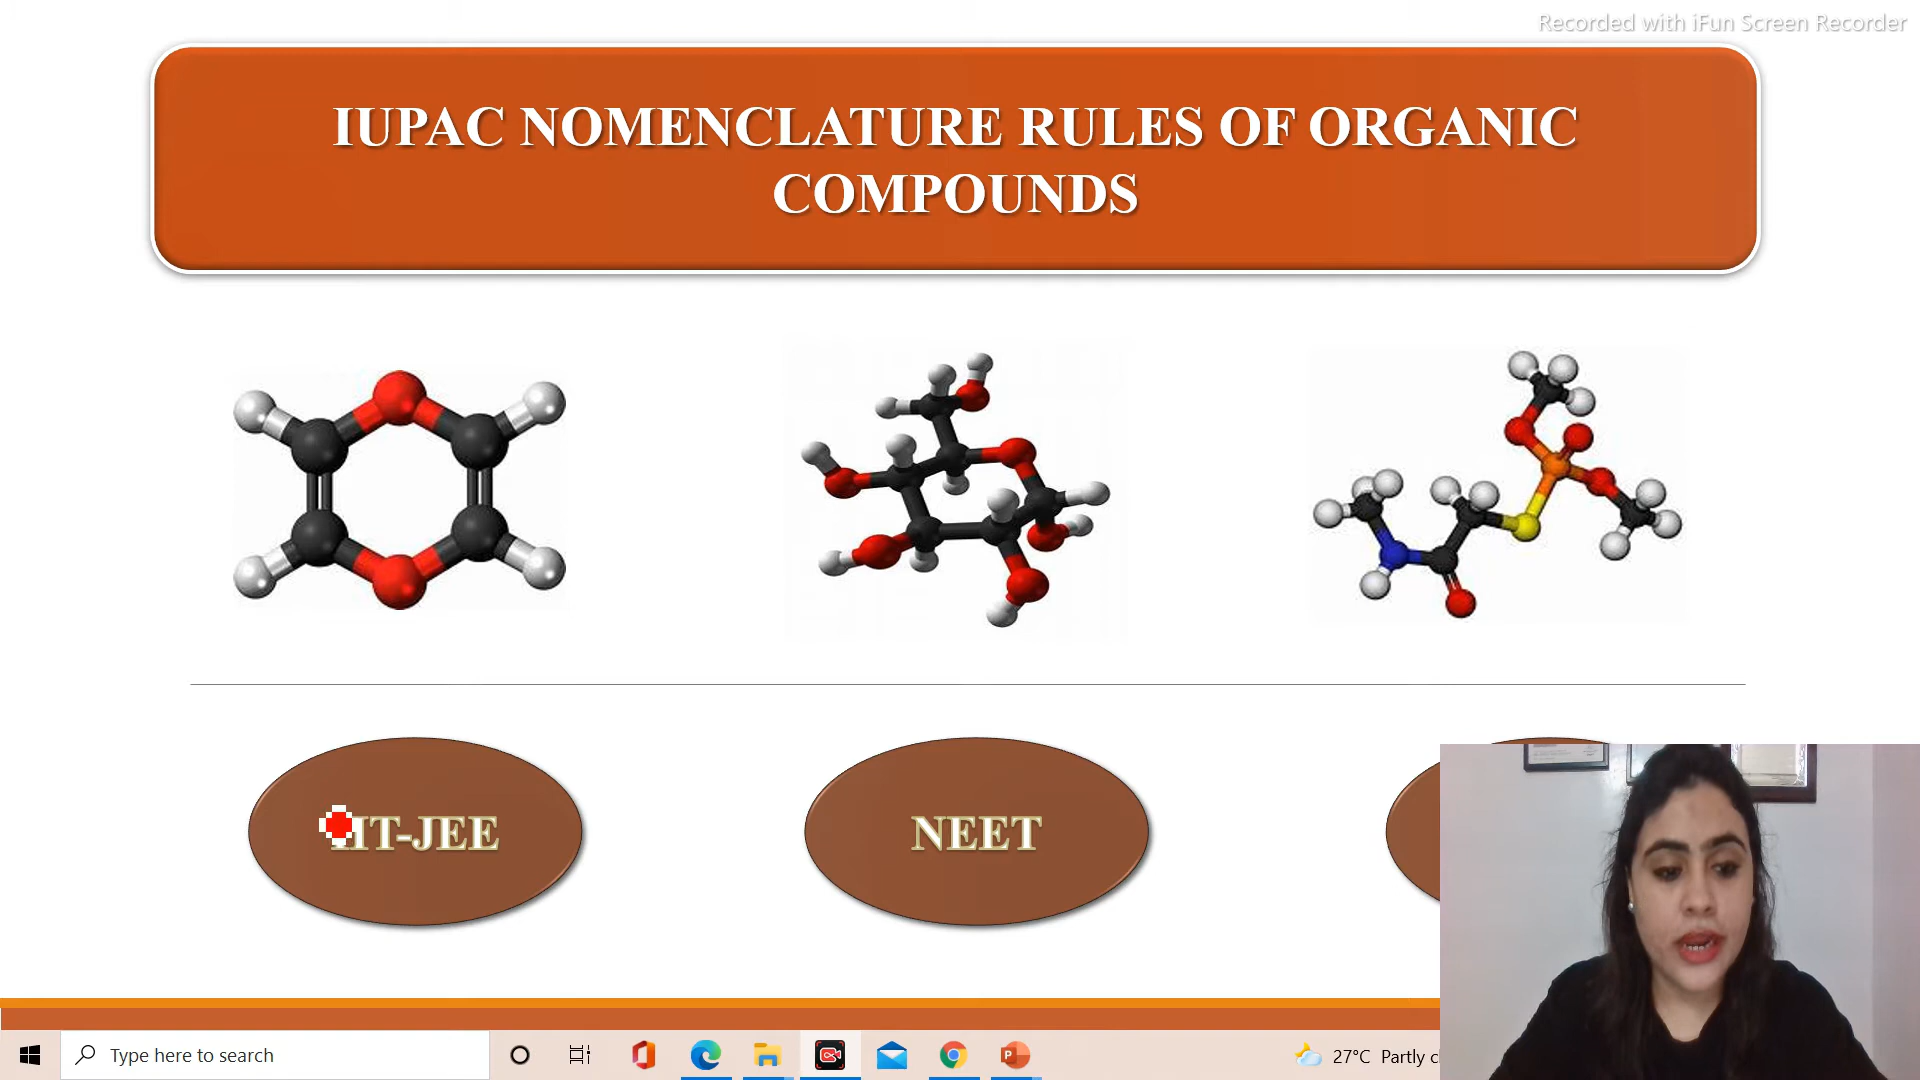 Recorded with iFun Screen Recorder
IUPAC NOMENCLATURE RULES OF ORGANIC
COMPOUNDS
IIT-JEE
NEET
Type here to search
27°C Partly c